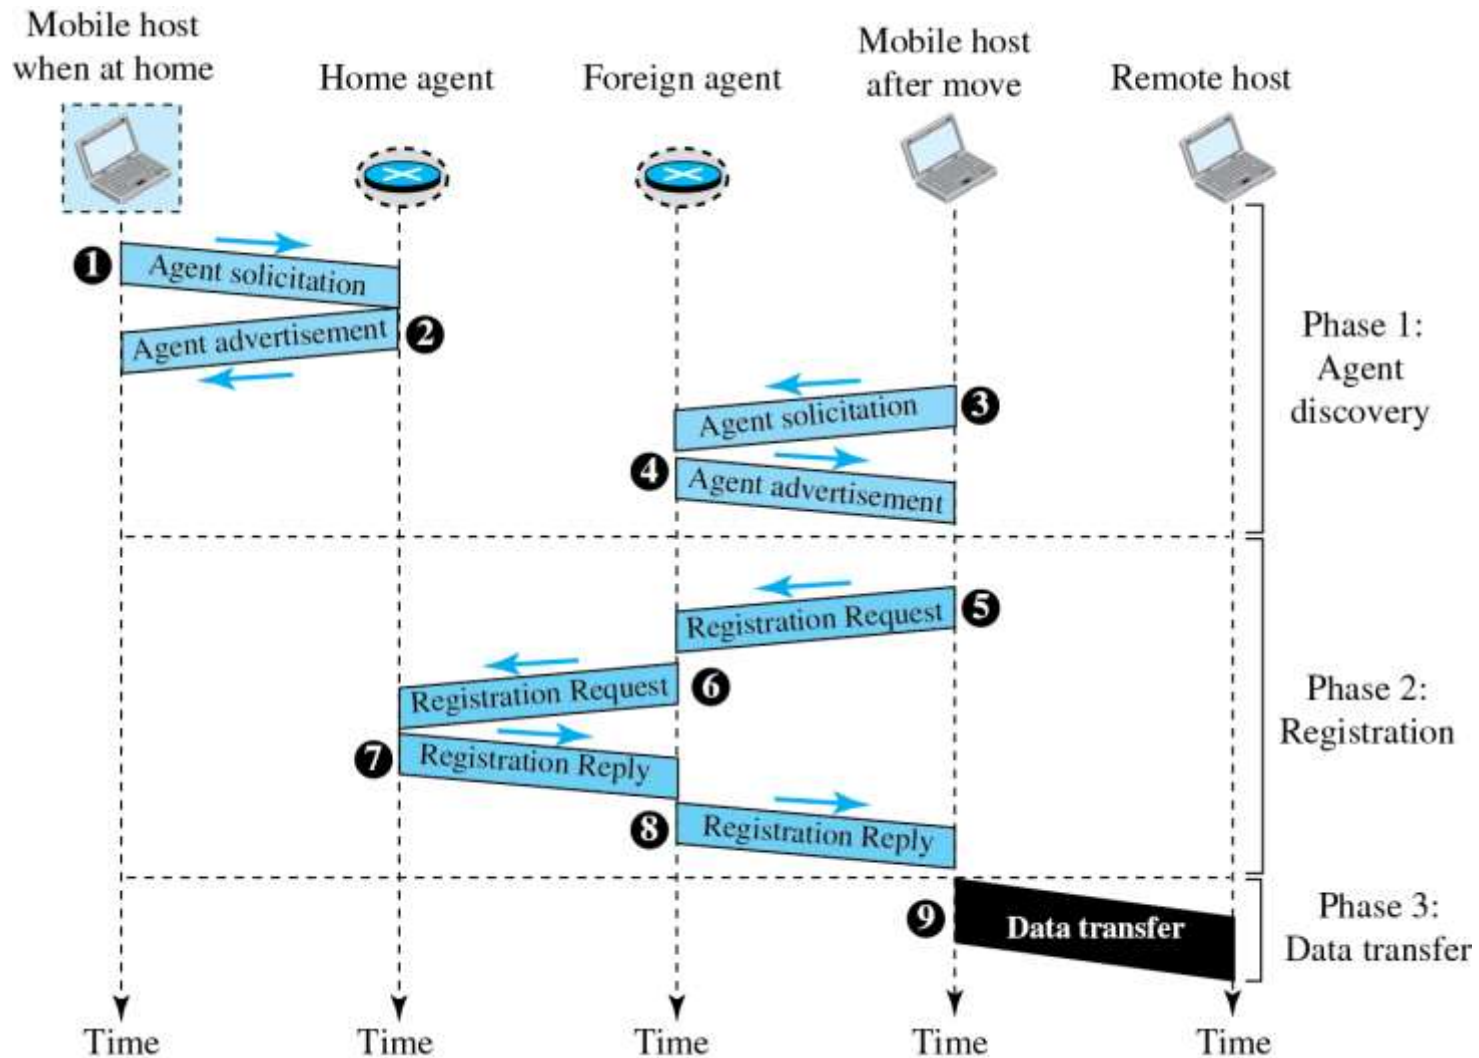 Mobile host
when at home
Home agent
Foreign agent
Mobile host
after move
Remote host
1
Agent solicitation
Agent advertisement
2
Agent solicitation
3
4
Agent advertisement
Phase 1:
Agent
discovery
Registration Request
5
Registration Request
6
7
Registration Reply
8
Registration Reply
Phase 2:
Registration
9
Data transfer
Phase 3:
Data transfer
Time
Time
Time
Time
Time